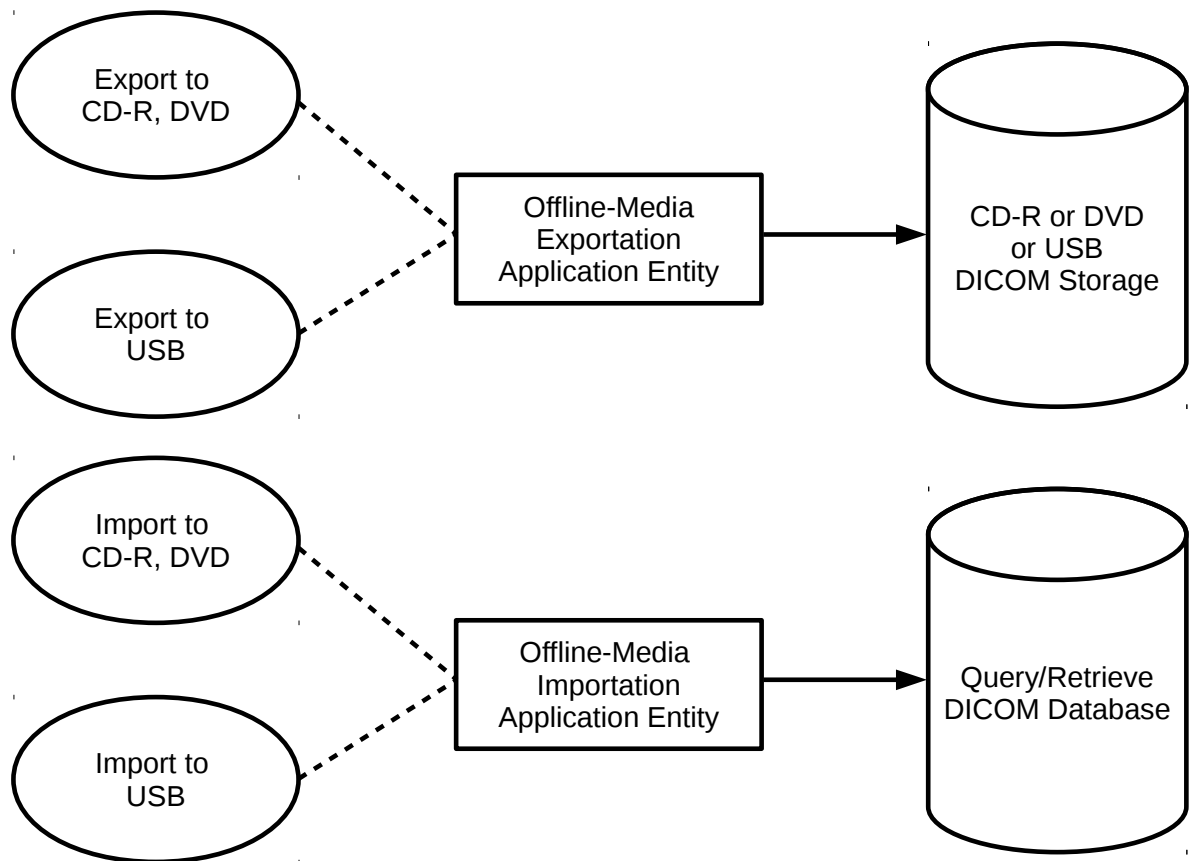 Export to
CD-R, DVD
Export to
USB
Offline-Media
Exportation
Application Entity
CD-R or DVD
or USB
DICOM Storage
Import to
CD-R, DVD
Import to
USB
Offline-Media
Importation
Application Entity
Query/Retrieve
DICOM Database